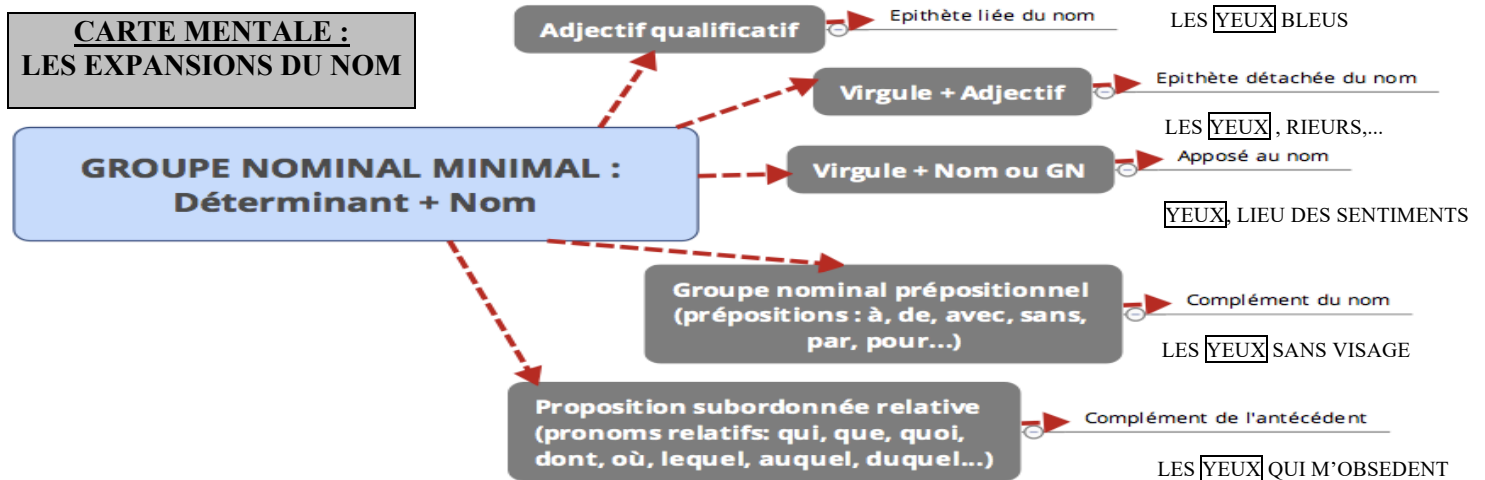 CARTE MENTALE :
LES EXPANSIONS DU NOM
GROUPE NOMINAL MINIMAL :
Déterminant + Nom
Adjectif qualificatif
Epithète liée du nom
LES YEUX BLEUS
Virgule + Adjectif
Epithète détachée du nom
LES YEUX , RIEURS,...
Virgule + Nom ou GN
Apposé au nom
YEUX, LIEU DES SENTIMENTS
Groupe nominal prépositionnel
(prépositions : à, de, avec, sans,
par, pour...)
Complément du nom
LES YEUX SANS VISAGE
Proposition subordonnée relative
(pronoms relatifs: qui, que, quoi,
dont, où, lequel, auquel, duquel...)
Complément de l'antécédent
LES YEUX QUI M’OBSEDENT